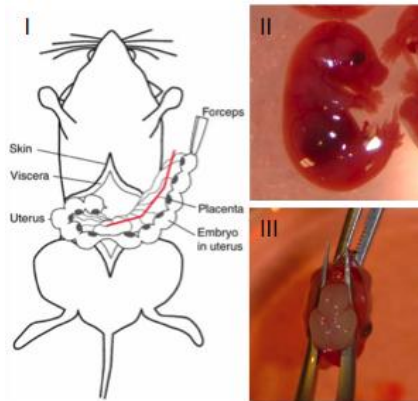 I
Forceps
Skin
Viscera
Uterus
Placenta
Embryo
in uterus
II
III